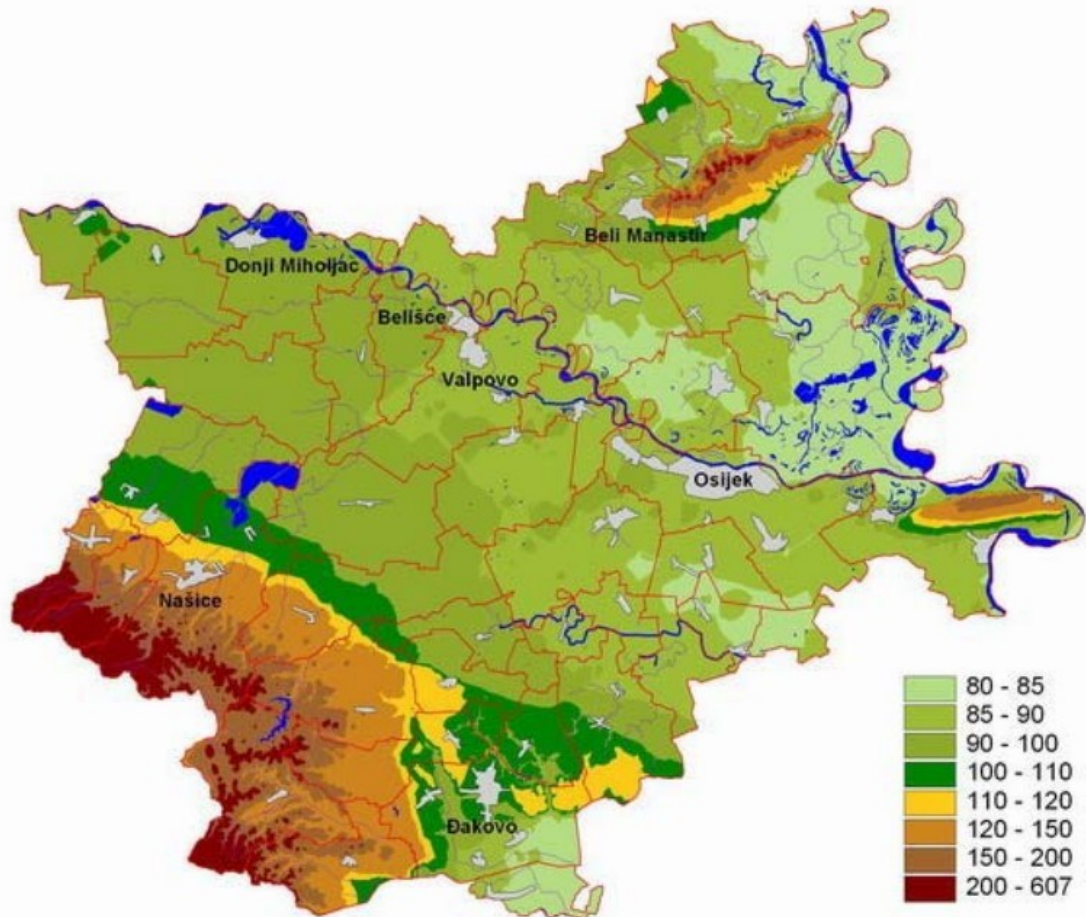 Beli Manastir
Donji Miholjac
Belišće
Valpovo
Osijek
Našice
Đakovo
80 - 85
85 - 90
90 - 100
100 - 110
110 - 120
120 - 150
150 - 200
200 - 607